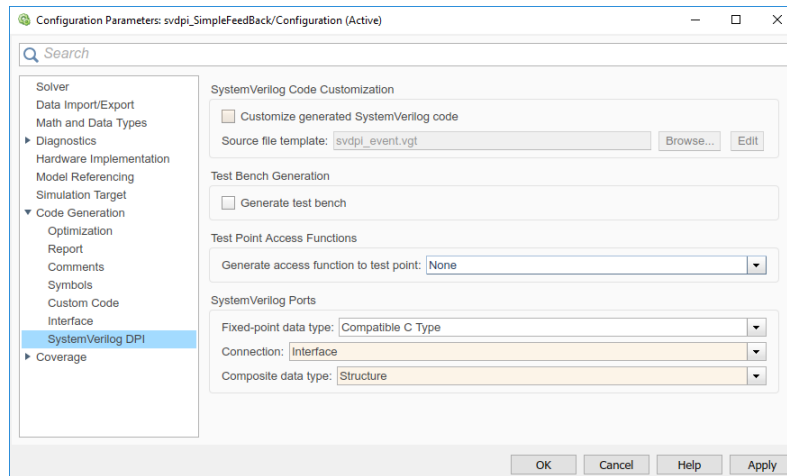 Configuration Parameters: svdpi_SimpleFeedBack/Configuration (Active)
Search
Solver
Data Import/Export
Math and Data Types
Diagnostics
Hardware Implementation
Model Referencing
Simulation Target
Code Generation
Optimization
Report
Comments
Symbols
Custom Code
Interface
SystemVerilog DPI
Coverage
SystemVerilog Code Customization
Customize generated SystemVerilog code
Source file template: svdpi_event.vgt Browse... Edit
Test Bench Generation
Generate test bench
Test Point Access Functions
Generate access function to test point: None
SystemVerilog Ports
Fixed-point data type: Compatible C Type
Connection: Interface
Composite data type: Structure
OK Cancel Help Apply